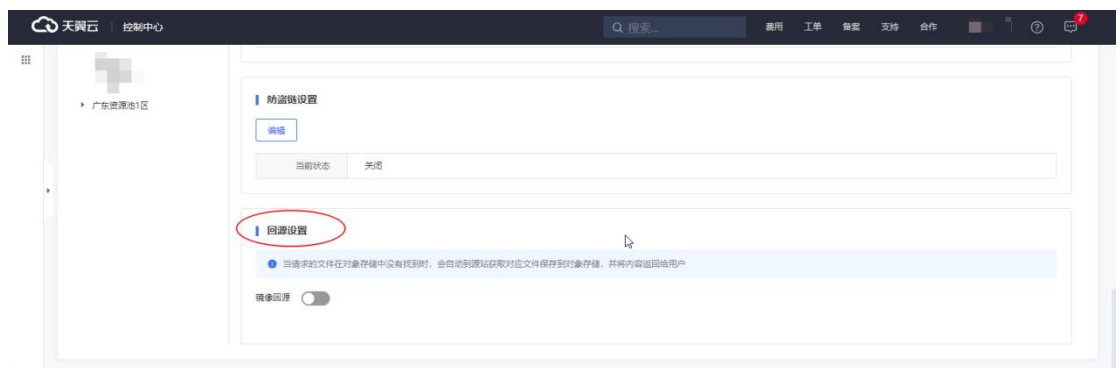 天翼云 控制中心 搜索... 费用 工单 备案 支持 合作 7
广东资源池1区
防盗链设置
编辑
当前状态 关闭
回源设置
当请求的文件在对象存储中没有找到时，会自动到源站获取对应文件保存到对象存储，并将内容返回给用户
镜像回源